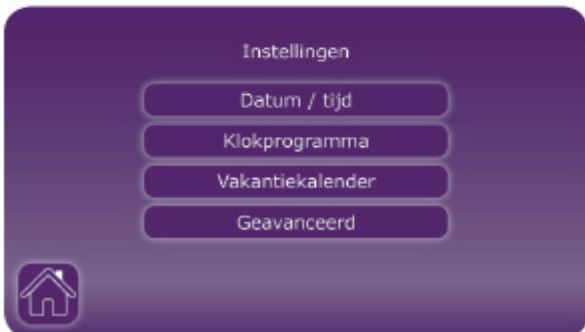 Instellingen
Datum / tijd
Klokprogramma
Vakantiekalender
Geavanceerd